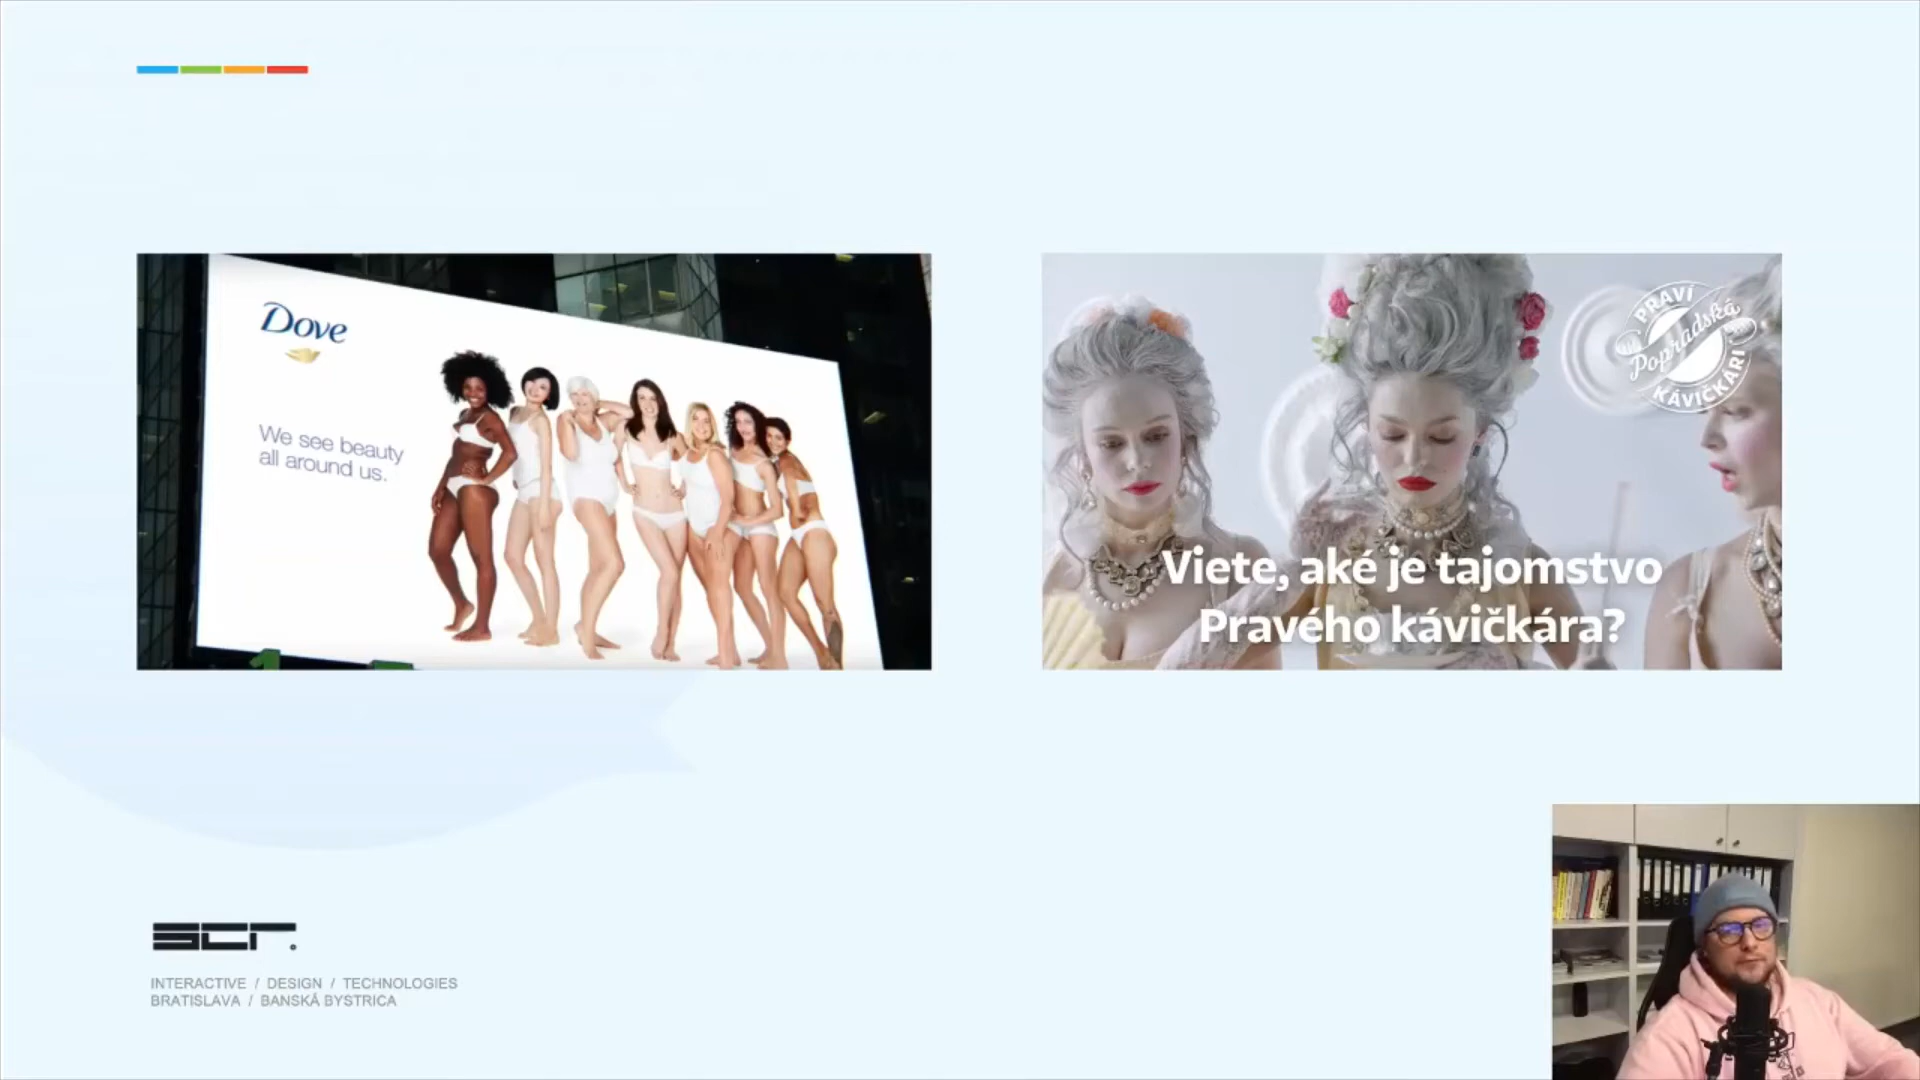 Dove
We see beauty
all around us.
PRAVÍ
Popradská
KÁVIČKÁRI
Viete, aké je tajomstvo
Pravého kávičkára?
scr.
INTERACTIVE / DESIGN / TECHNOLOGIES
BRATISLAVA / BANSKÁ BYSTRICA